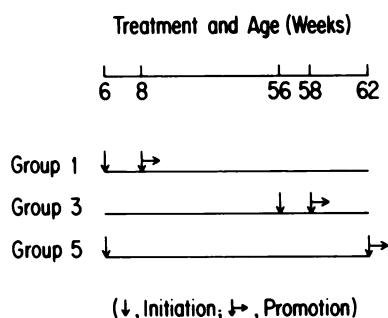 Treatment and Age (Weeks)
6 8 56 58 62
Group 1
Group 3
Group 5
(↓, Initiation; ↦, Promotion)